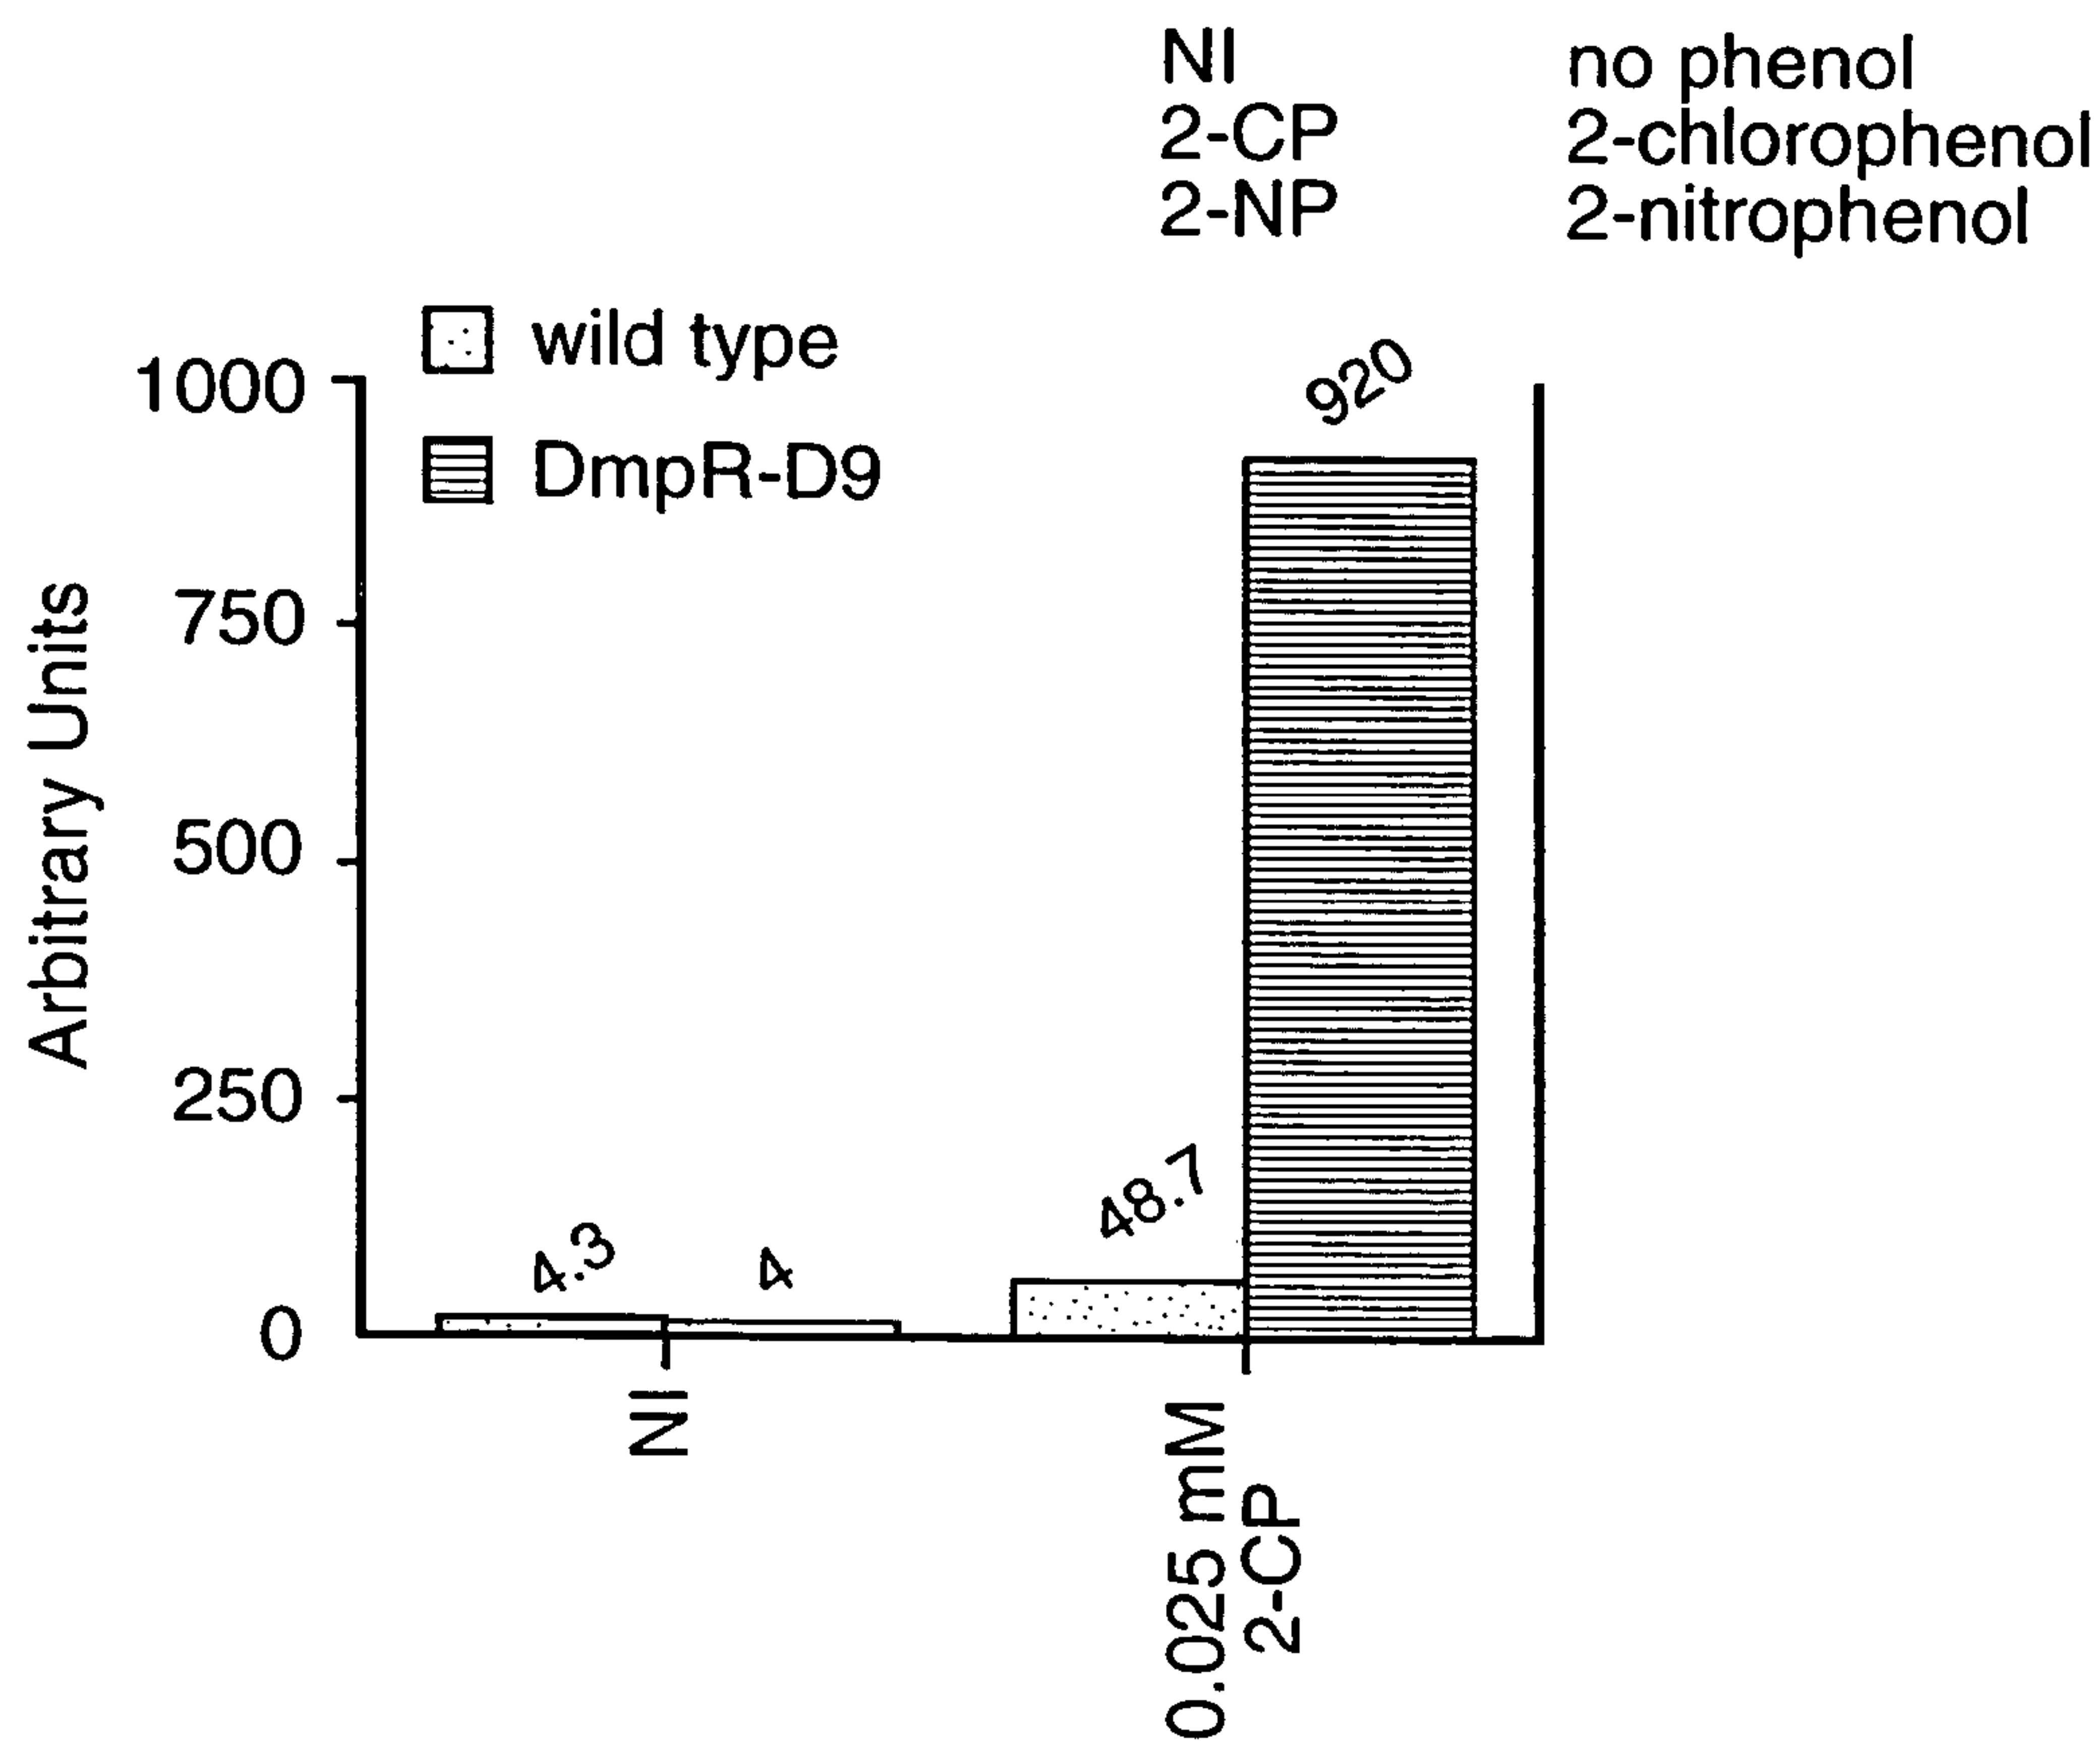 NI no phenol
2-CP 2-chlorophenol
2-NP 2-nitrophenol
wild type
DmpR-D9
Arbitrary Units
1000
750
500
250
0
4.3
4
48.7
920
NI
0.025 mM
2-CP